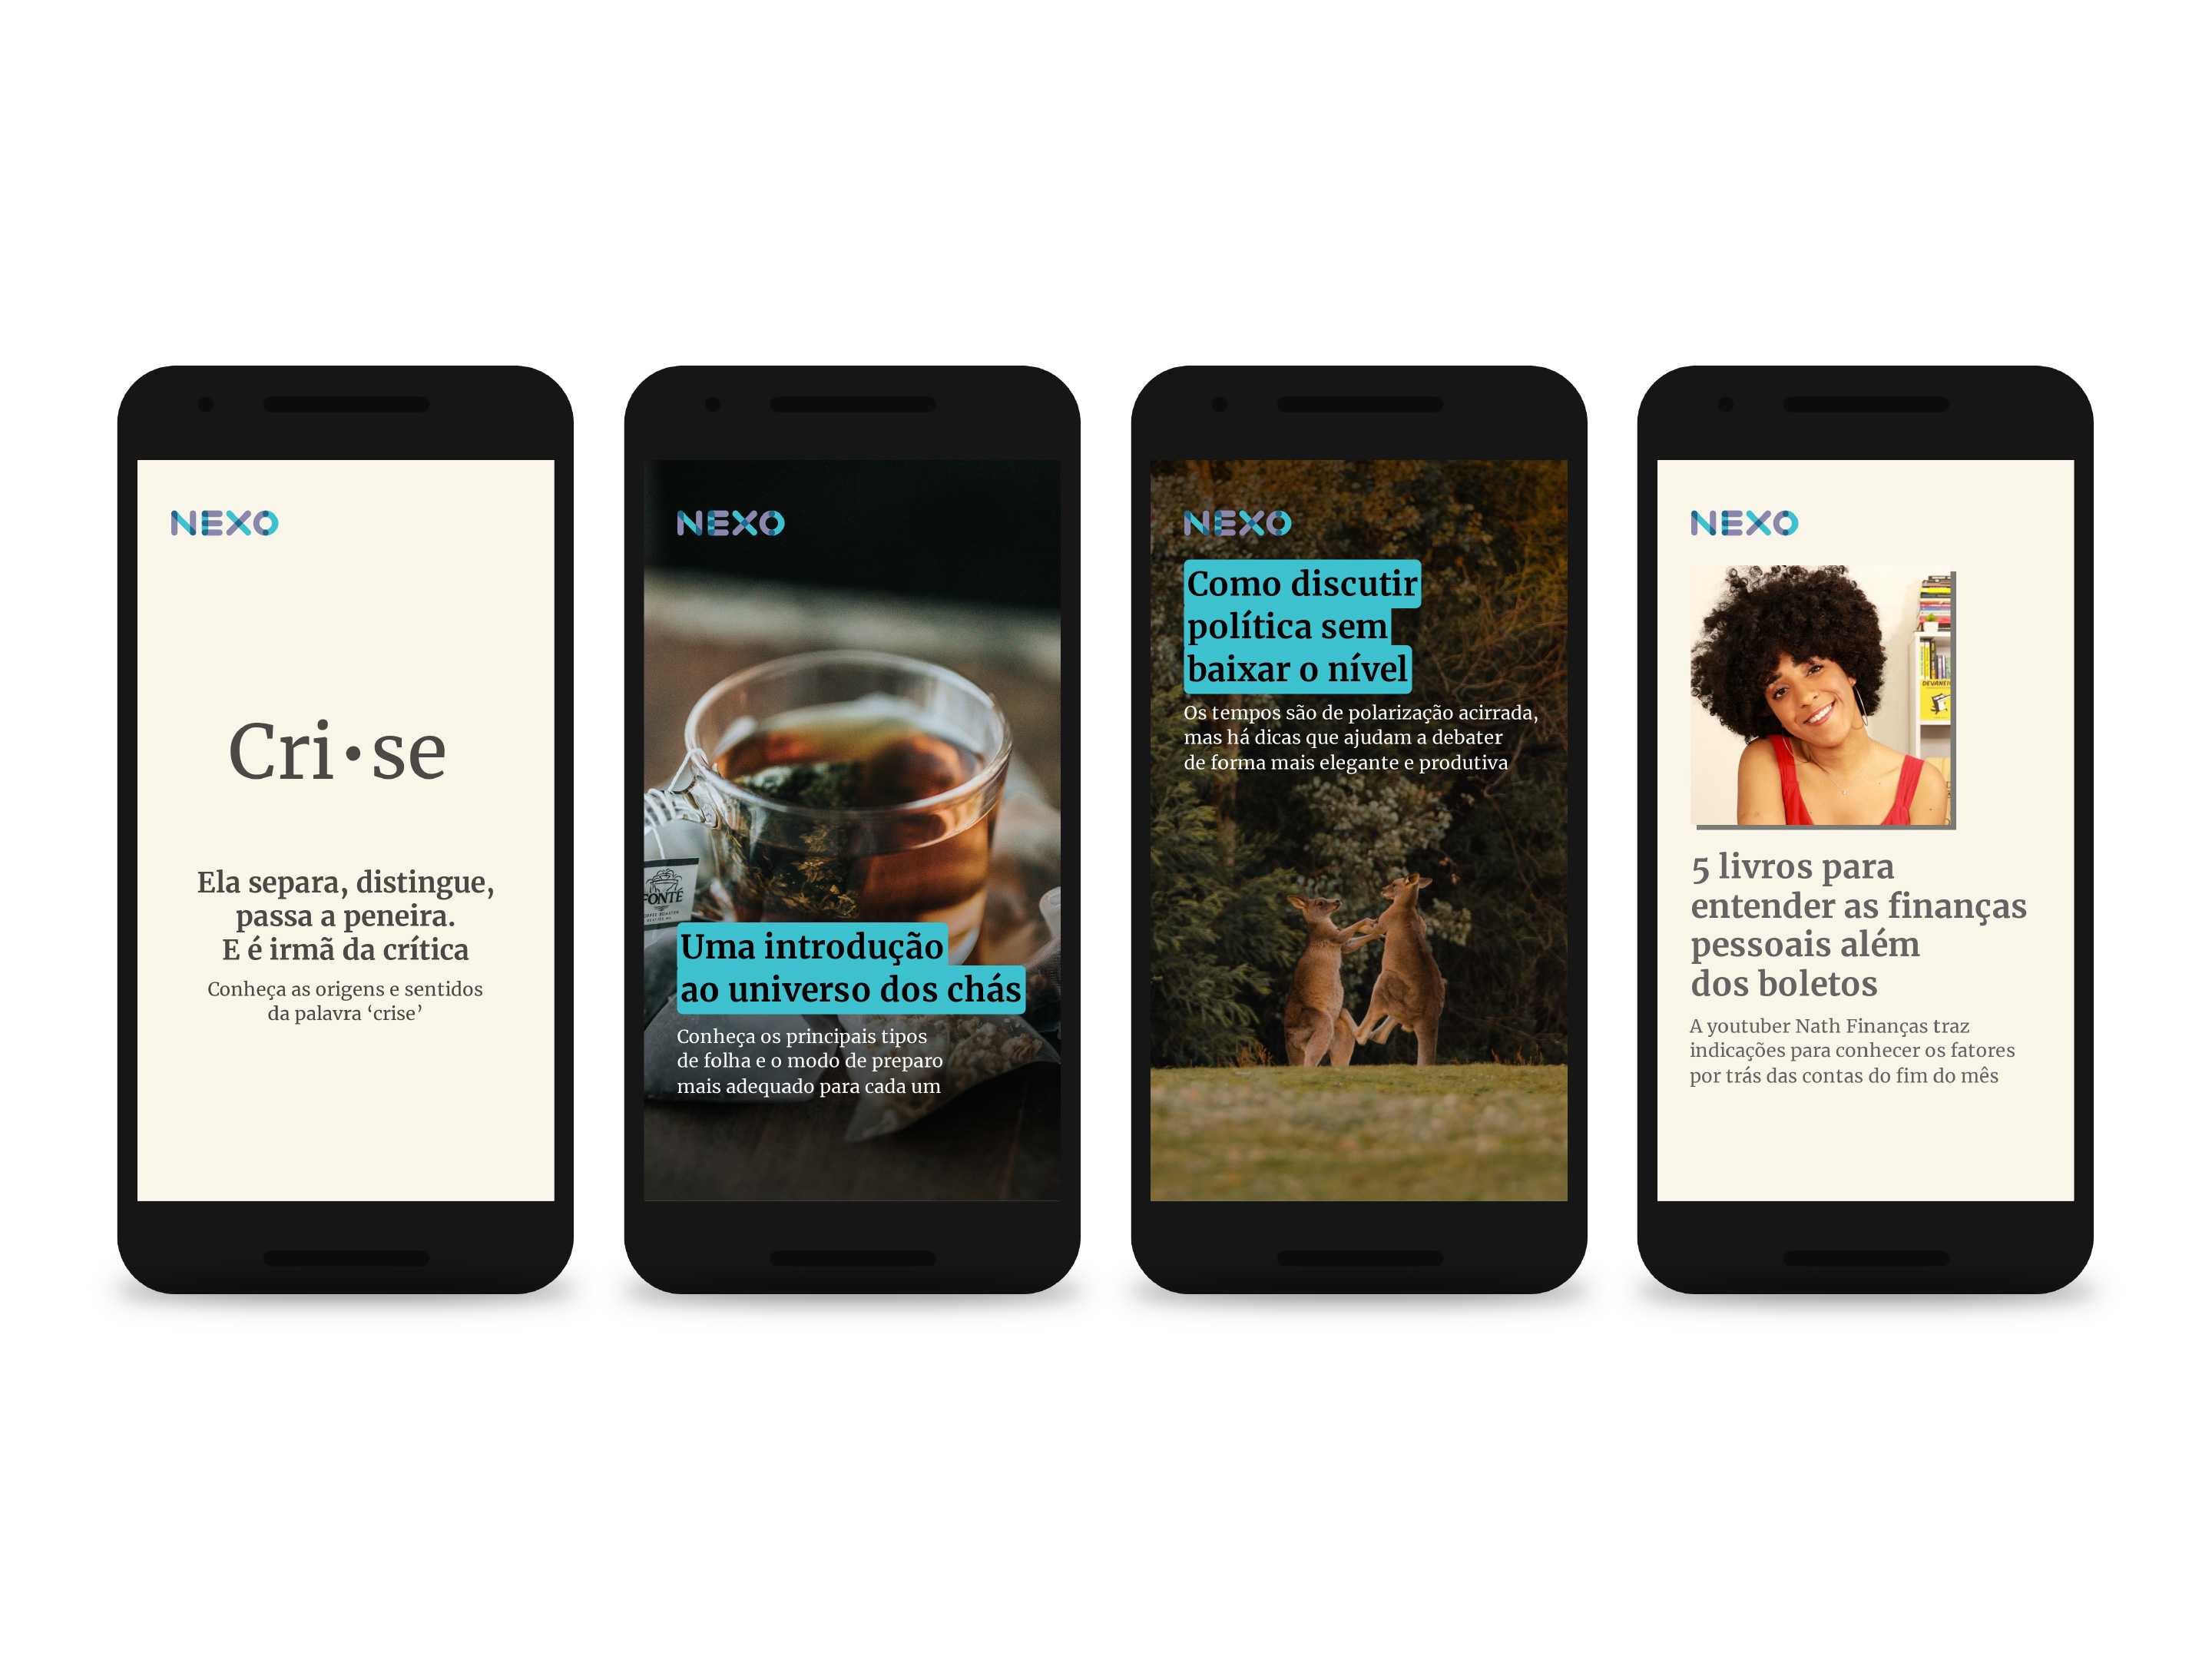 NEXO
Cri•se
Ela separa, distingue,
passa a peneira.
E é irmã da crítica
Conheça as origens e sentidos
da palavra ‘crise’
NEXO
FONTÉ
Uma introdução
ao universo dos chás
Conheça os principais tipos
de folha e o modo de preparo
mais adequado para cada um
NEXO
Como discutir
política sem
baixar o nível
Os tempos são de polarização acirrada,
mas há dicas que ajudam a debater
de forma mais elegante e produtiva
NEXO
5 livros para
entender as finanças
pessoais além
dos boletos
A youtuber Nath Finanças traz
indicações para conhecer os fatores
por trás das contas do fim do mês